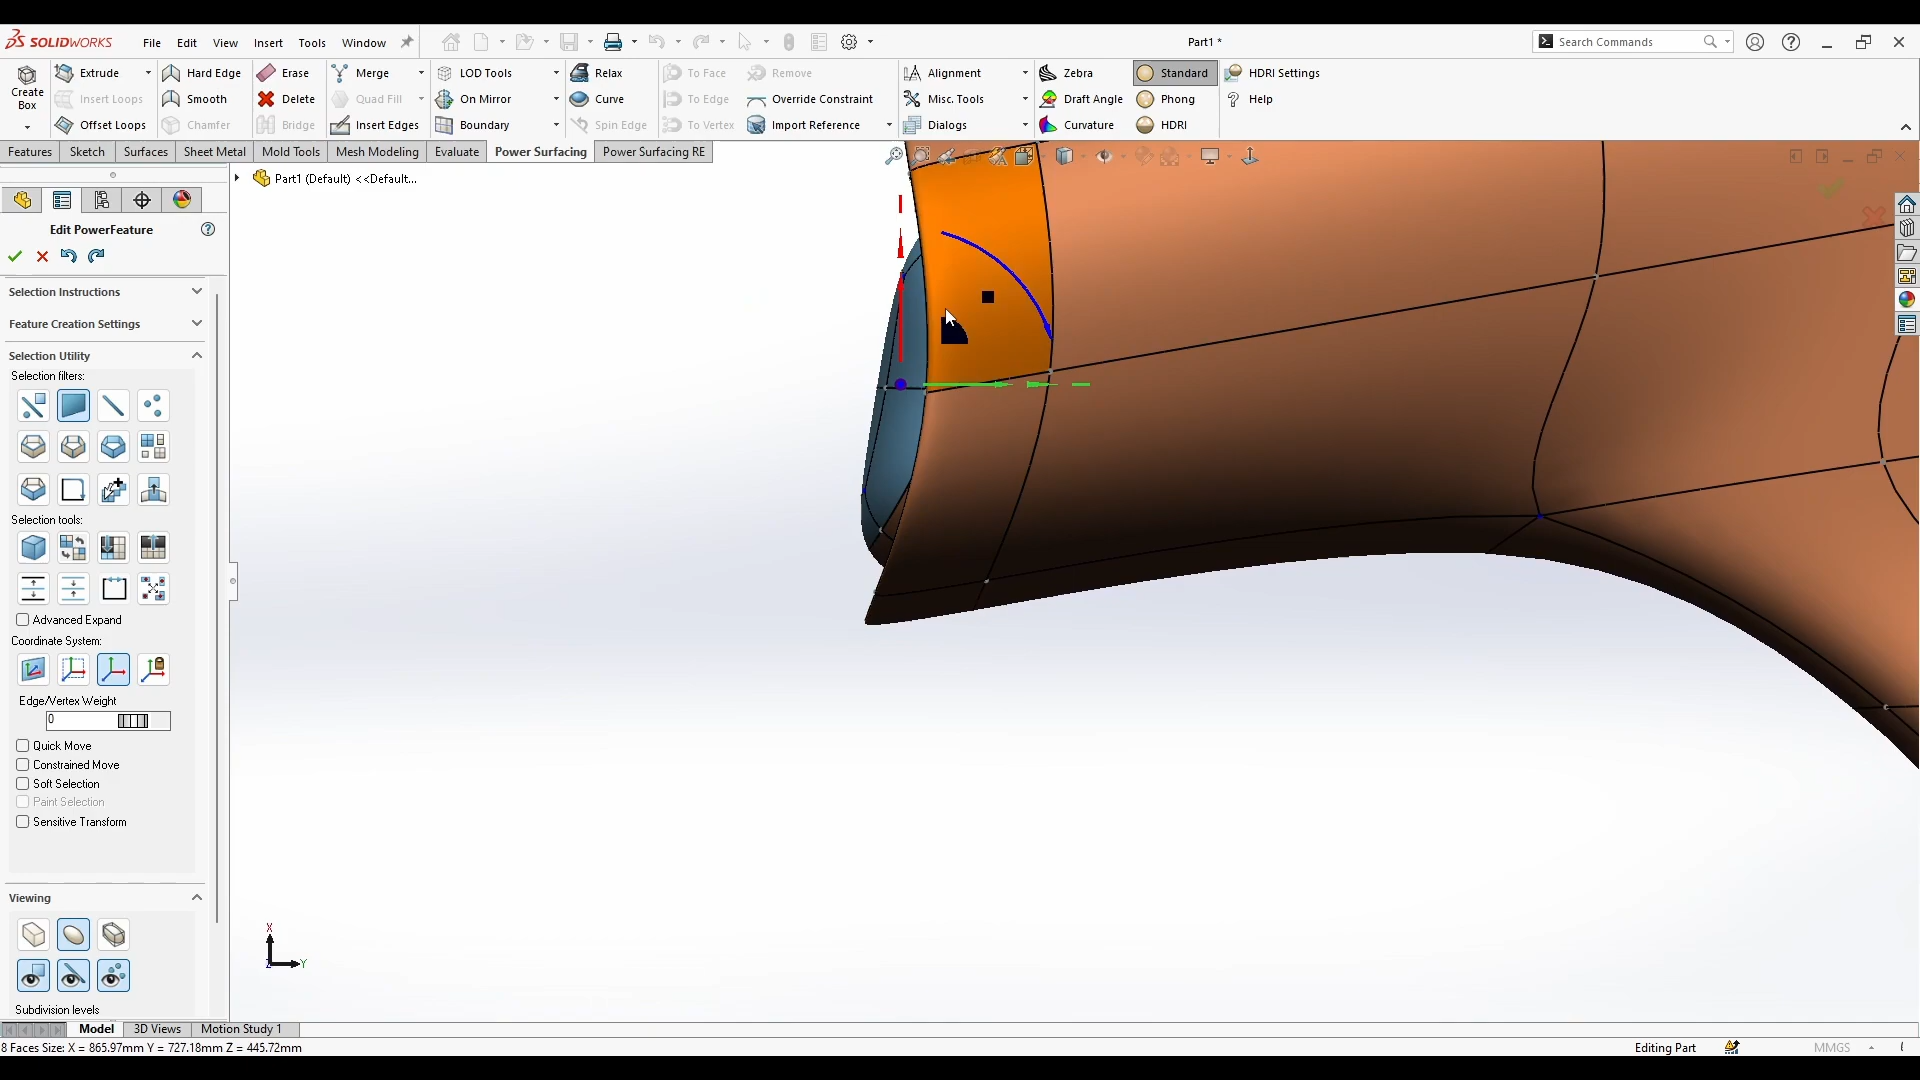 SOLIDWORKS File Edit View Insert Tools Window Part1 * Search Commands
Create Box
Extrude Hard Edge Erase Merge LOD Tools Relax To Face Remove Alignment Zebra Standard HDRI Settings
Insert Loops Smooth Delete Quad Fill On Mirror Curve To Edge Override Constraint Misc. Tools Draft Angle Phong Help
Offset Loops Chamfer Bridge Insert Edges Boundary Spin Edge To Vertex Import Reference Dialogs Curvature HDRI
Features Sketch Surfaces Sheet Metal Mold Tools Mesh Modeling Evaluate Power Surfacing Power Surfacing RE
Part1 (Default) <<Default...
Edit PowerFeature
Selection Instructions
Feature Creation Settings
Selection Utility
Selection filters:
Selection tools:
Advanced Expand
Coordinate System:
Edge/Vertex Weight
0
Quick Move
Constrained Move
Soft Selection
Paint Selection
Sensitive Transform
Viewing
X
Z Y
Subdivision levels
Model 3D Views Motion Study 1
8 Faces Size: X = 865.97mm Y = 727.18mm Z = 445.72mm Editing Part MMGS